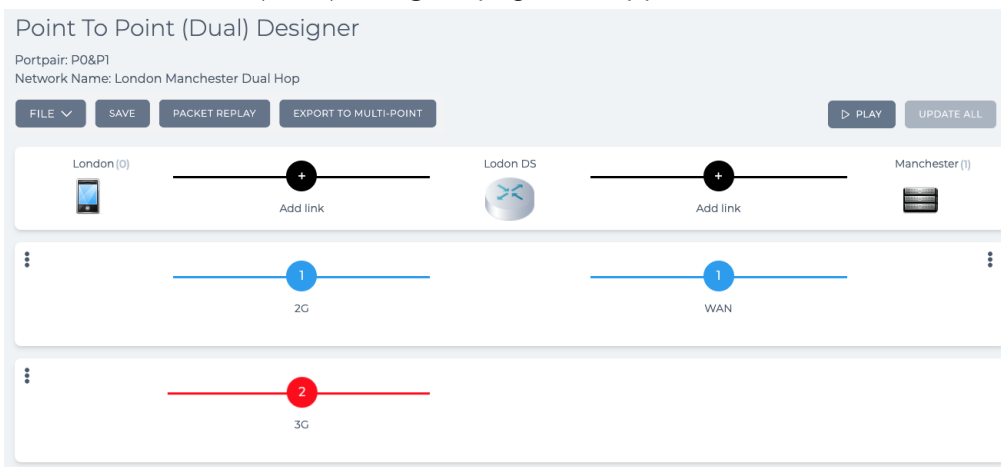 Point To Point (Dual) Designer
Portpair: P0&P1
Network Name: London Manchester Dual Hop
FILE SAVE PACKET REPLAY EXPORT TO MULTI-POINT PLAY UPDATE ALL
London (0) Lodon DS Manchester (1)
+ +
Add link Add link
1 1
2G WAN
2
3G